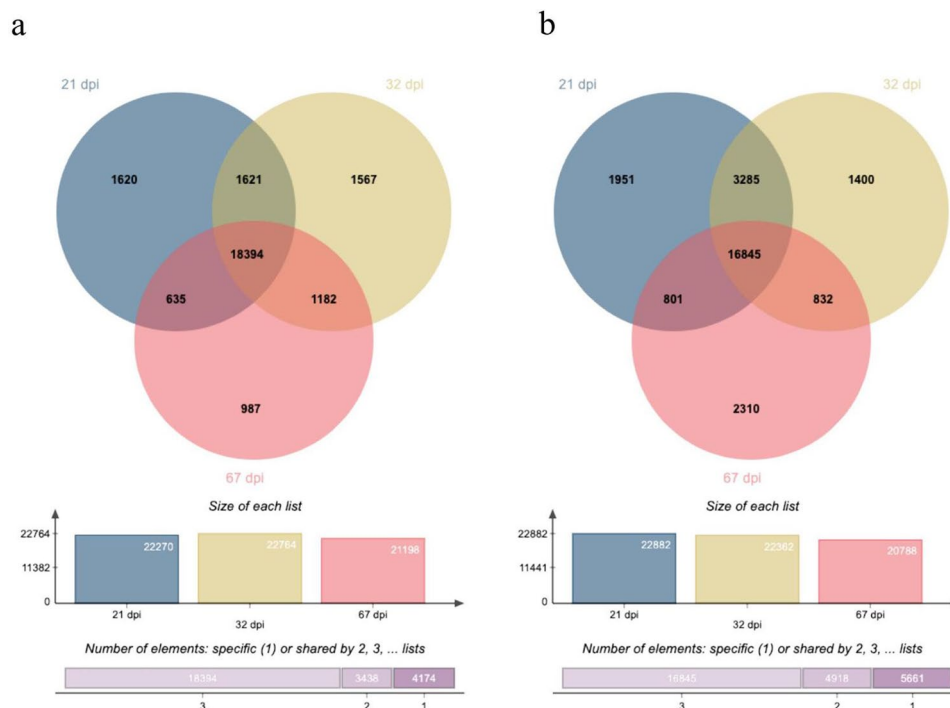 a
21 dpi
32 dpi
1620
1621
1567
18394
635
1182
987
67 dpi
Size of each list
22764
11382
0
22270
22764
21198
21 dpi
32 dpi
67 dpi
Number of elements: specific (1) or shared by 2, 3, ... lists
18394
3438
4174
3
2
1
b
21 dpi
32 dpi
1951
3285
1400
16845
801
832
2310
67 dpi
Size of each list
22882
11441
0
22882
22362
20788
21 dpi
32 dpi
67 dpi
Number of elements: specific (1) or shared by 2, 3, ... lists
16845
4918
5661
3
2
1